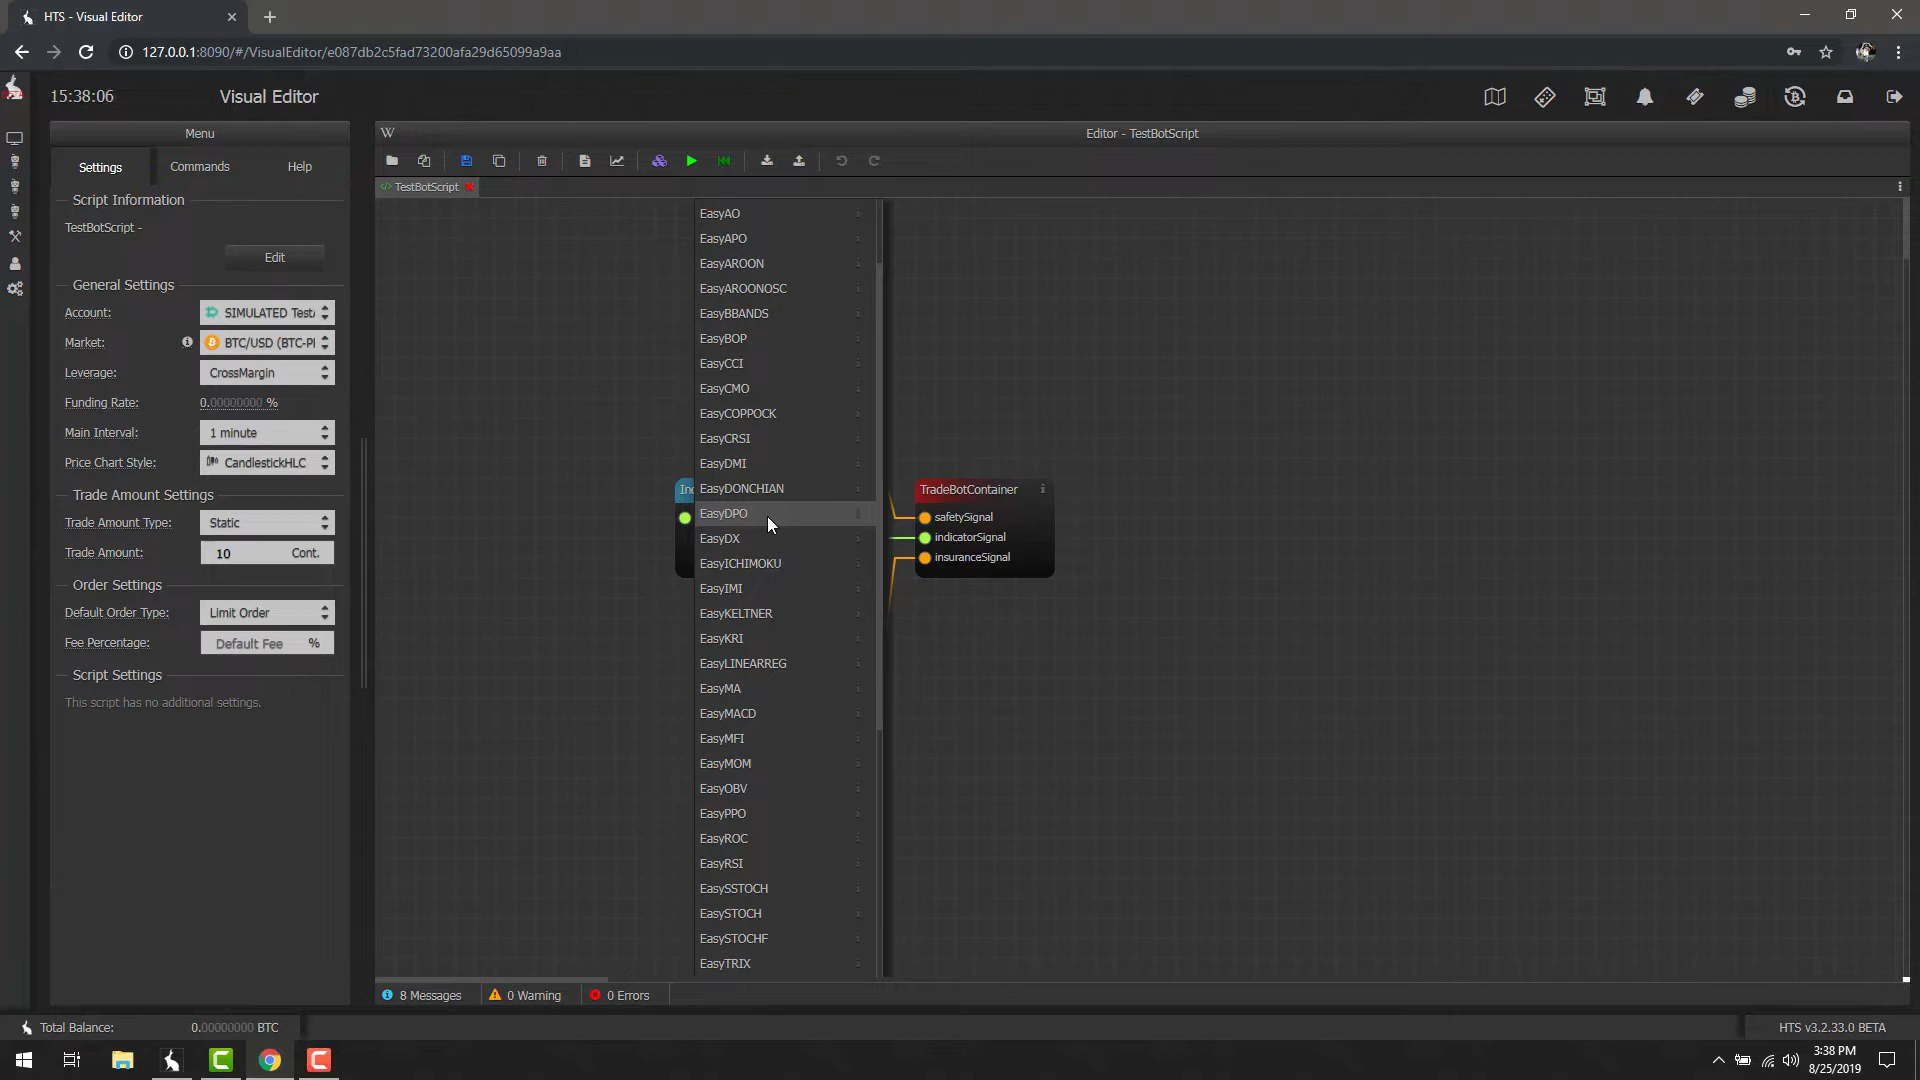 HTS - Visual Editor
127.0.0.1:8090/#/VisualEditor/e087db2c5fad73200afa29d65099a9aa
15:38:06
Visual Editor
Menu
Settings
Commands
Help
Script Information
TestBotScript -
Edit
General Settings
Account:
SIMULATED TestA
Market:
BTC/USD (BTC-PI
Leverage:
CrossMargin
Funding Rate:
0.00000000 %
Main Interval:
1 minute
Price Chart Style:
CandlestickHLC
Trade Amount Settings
Trade Amount Type:
Static
Trade Amount:
10 Cont.
Order Settings
Default Order Type:
Limit Order
Fee Percentage:
Default Fee %
Script Settings
This script has no additional settings.
W
Editor - TestBotScript
</> TestBotScript
EasyAO
EasyAPO
EasyAROON
EasyAROONOSC
EasyBBANDS
EasyBOP
EasyCCI
EasyCMO
EasyCOPPOCK
EasyCRSI
EasyDMI
EasyDONCHIAN
EasyDPO
EasyDX
EasyICHIMOKU
EasyIMI
EasyKELTNER
EasyKRI
EasyLINEARREG
EasyMA
EasyMACD
EasyMFI
EasyMOM
EasyOBV
EasyPPO
EasyROC
EasyRSI
EasySSTOCH
EasySTOCH
EasySTOCHF
EasyTRIX
TradeBotContainer
safetySignal
indicatorSignal
insuranceSignal
8 Messages
0 Warning
0 Errors
Total Balance:
0.00000000 BTC
HTS v3.2.33.0 BETA
3:38 PM
8/25/2019